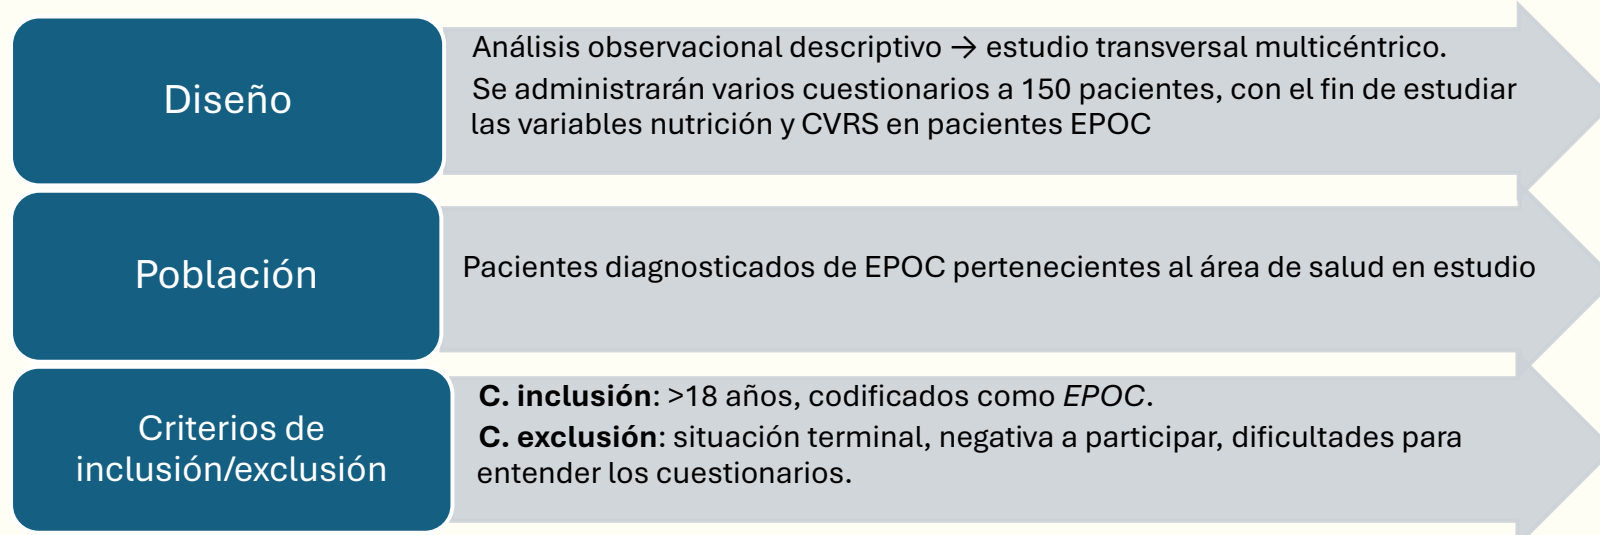 Diseño
Análisis observacional descriptivo → estudio transversal multicéntrico.
Se administrarán varios cuestionarios a 150 pacientes, con el fin de estudiar
las variables nutrición y CVRS en pacientes EPOC
Población
Pacientes diagnosticados de EPOC pertenecientes al área de salud en estudio
Criterios de
inclusión/exclusión
C. inclusión: >18 años, codificados como EPOC.
C. exclusión: situación terminal, negativa a participar, dificultades para
entender los cuestionarios.